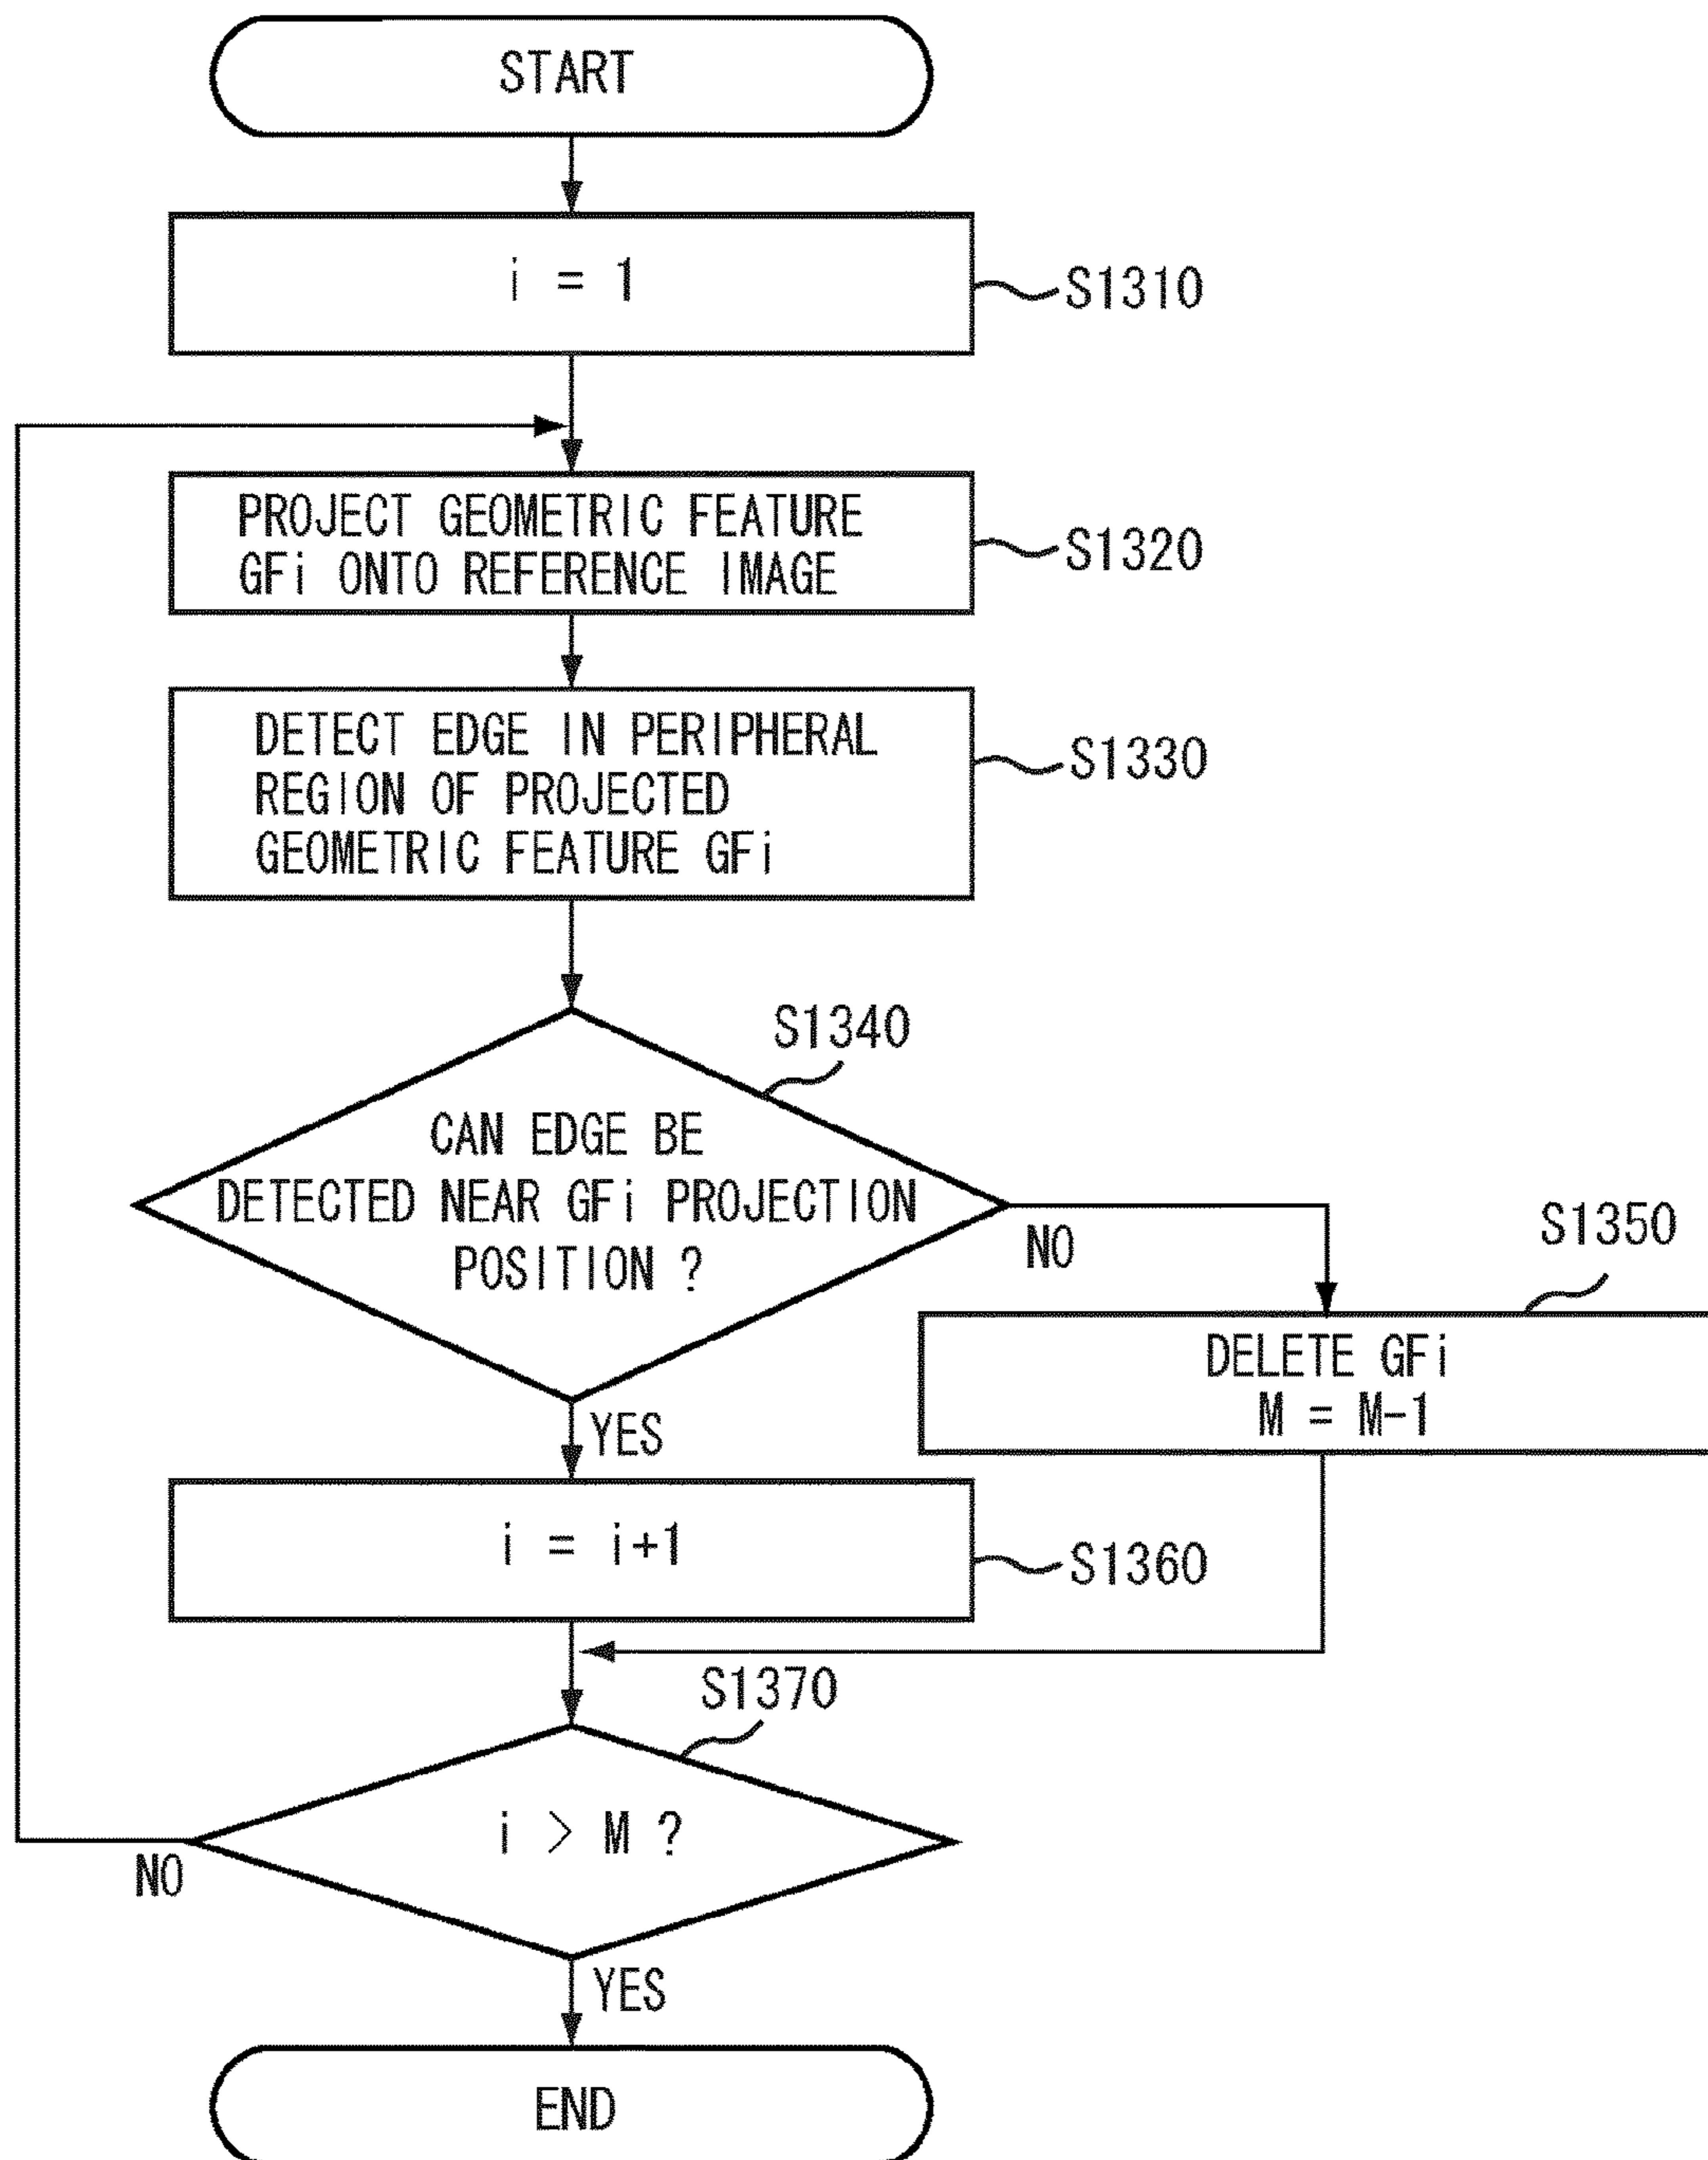 START
i = 1
S1310
PROJECT GEOMETRIC FEATURE
GFi ONTO REFERENCE IMAGE
S1320
DETECT EDGE IN PERIPHERAL
REGION OF PROJECTED
GEOMETRIC FEATURE GFi
S1330
S1340
CAN EDGE BE
DETECTED NEAR GFi PROJECTION
POSITION ?
NO
S1350
DELETE GFi
M = M-1
YES
i = i+1
S1360
S1370
i > M ?
NO
YES
END